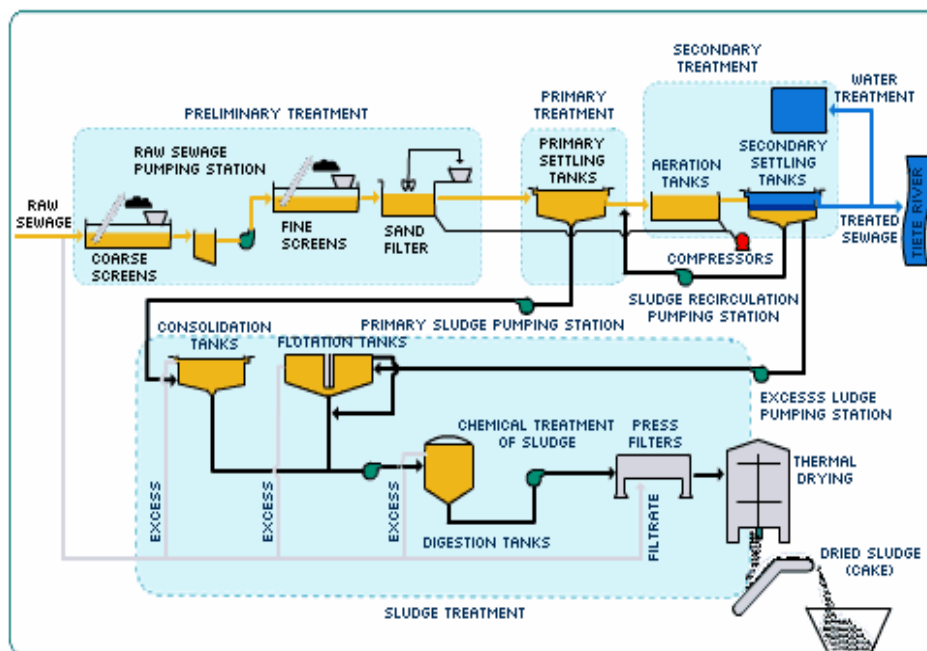 SECONDARY
TREATMENT
WATER
TREATMENT
PRIMARY
TREATMENT
PRELIMINARY TREATMENT
RAW SEWAGE
PUMPING STATION
PRIMARY
SETTLING
TANKS
SECONDARY
SETTLING
TANKS
AERATION
TANKS
RAW
SEWAGE
COARSE
SCREENS
FINE
SCREENS
SAND
FILTER
COMPRESSORS
TREATED
SEWAGE
TIETE RIVER
SLUDGE RECIRCULATION
PUMPING STATION
PRIMARY SLUDGE PUMPING STATION
CONSOLIDATION
TANKS
FLOTATION TANKS
EXCESSS LUDGE
PUMPING STATION
CHEMICAL TREATMENT
OF SLUDGE
PRESS
FILTERS
THERMAL
DRYING
EXCESS
EXCESS
EXCESS
FILTRATE
DIGESTION TANKS
DRIED SLUDGE
(CAKE)
SLUDGE TREATMENT